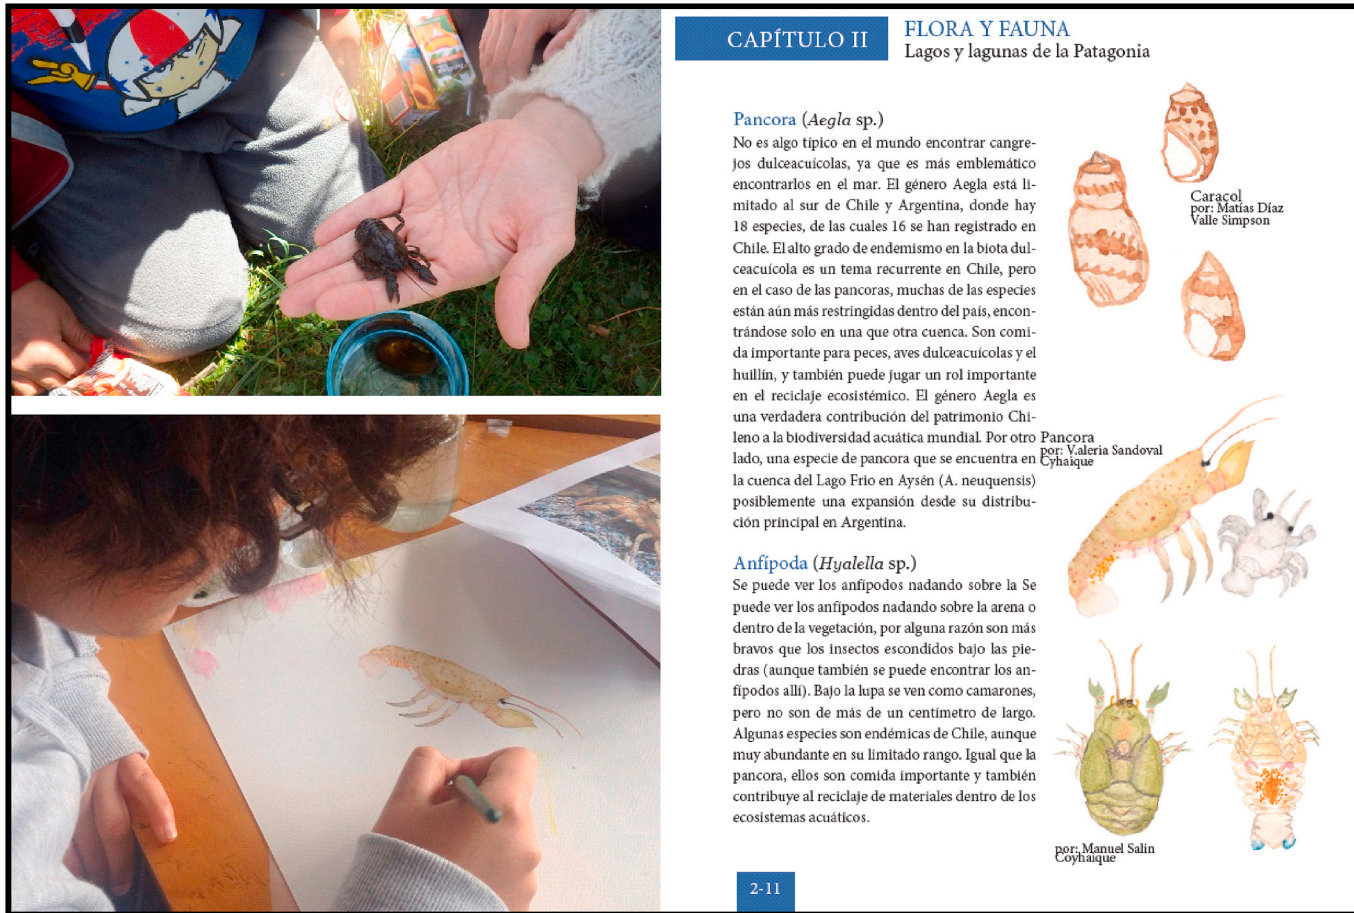 CAPÍTULO II
FLORA Y FAUNA
Lagos y lagunas de la Patagonia
Pancora (Aegla sp.)
No es algo típico en el mundo encontrar cangre-
jos dulceacuícolas, ya que es más emblemático
encontrarlos en el mar. El género Aegla está li-
mitado al sur de Chile y Argentina, donde hay
18 especies, de las cuales 16 se han registrado en
Chile. El alto grado de endemismo en la biota dul-
ceacuícola es un tema recurrente en Chile, pero
en el caso de las pancoras, muchas de las especies
están aún más restringidas dentro del país, encon-
trándose solo en una que otra cuenca. Son comi-
da importante para peces, aves dulceacuícolas y el
huillín, y también puede jugar un rol importante
en el reciclaje ecosistémico. El género Aegla es
una verdadera contribución del patrimonio Chi-
leno a la biodiversidad acuática mundial. Por otro
lado, una especie de pancora que se encuentra en
la cuenca del Lago Frio en Aysén (A. neuquensis)
posiblemente una expansión desde su distribu-
ción principal en Argentina.
Anfípoda (Hyalella sp.)
Se puede ver los anfípodos nadando sobre la Se
puede ver los anfípodos nadando sobre la arena o
dentro de la vegetación, por alguna razón son más
bravos que los insectos escondidos bajo las pie-
dras (aunque también se puede encontrar los an-
fípodos allí). Bajo la lupa se ven como camarones,
pero no son de más de un centímetro de largo.
Algunas especies son endémicas de Chile, aunque
muy abundante en su limitado rango. Igual que la
pancora, ellos son comida importante y también
contribuye al reciclaje de materiales dentro de los
ecosistemas acuáticos.
Caracol
por: Matías Díaz
Valle Simpson
Pancora
por: V.aleria Sandoval
Cyhaique
por: Manuel Salin
Coyhaique
2-11